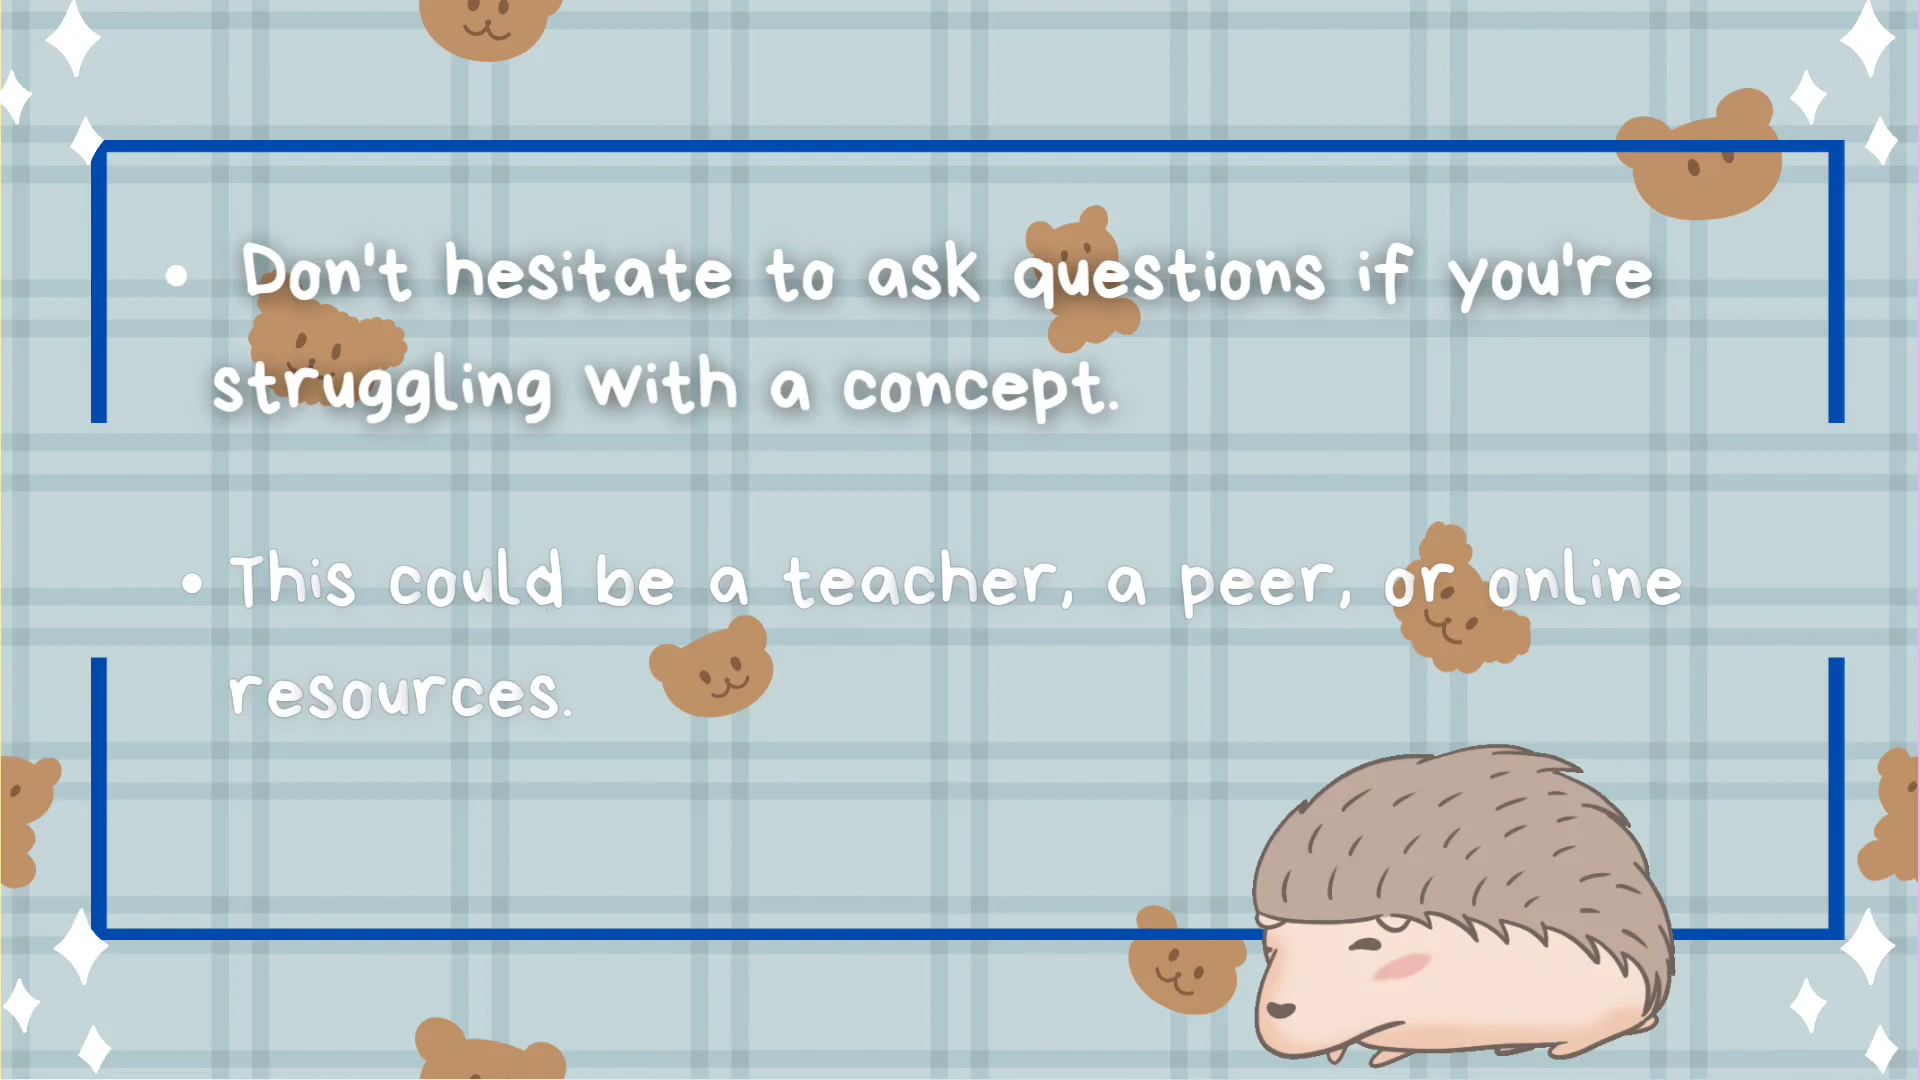 • Don't hesitate to ask questions if you're
struggling with a concept.
• This could be a teacher, a peer, or online
resources.